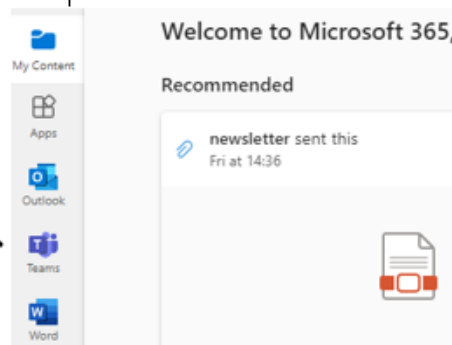 Welcome to Microsoft 365,
My Content
Recommended
Apps
newsletter sent this
Fri at 14:36
Outlook
Teams
Word